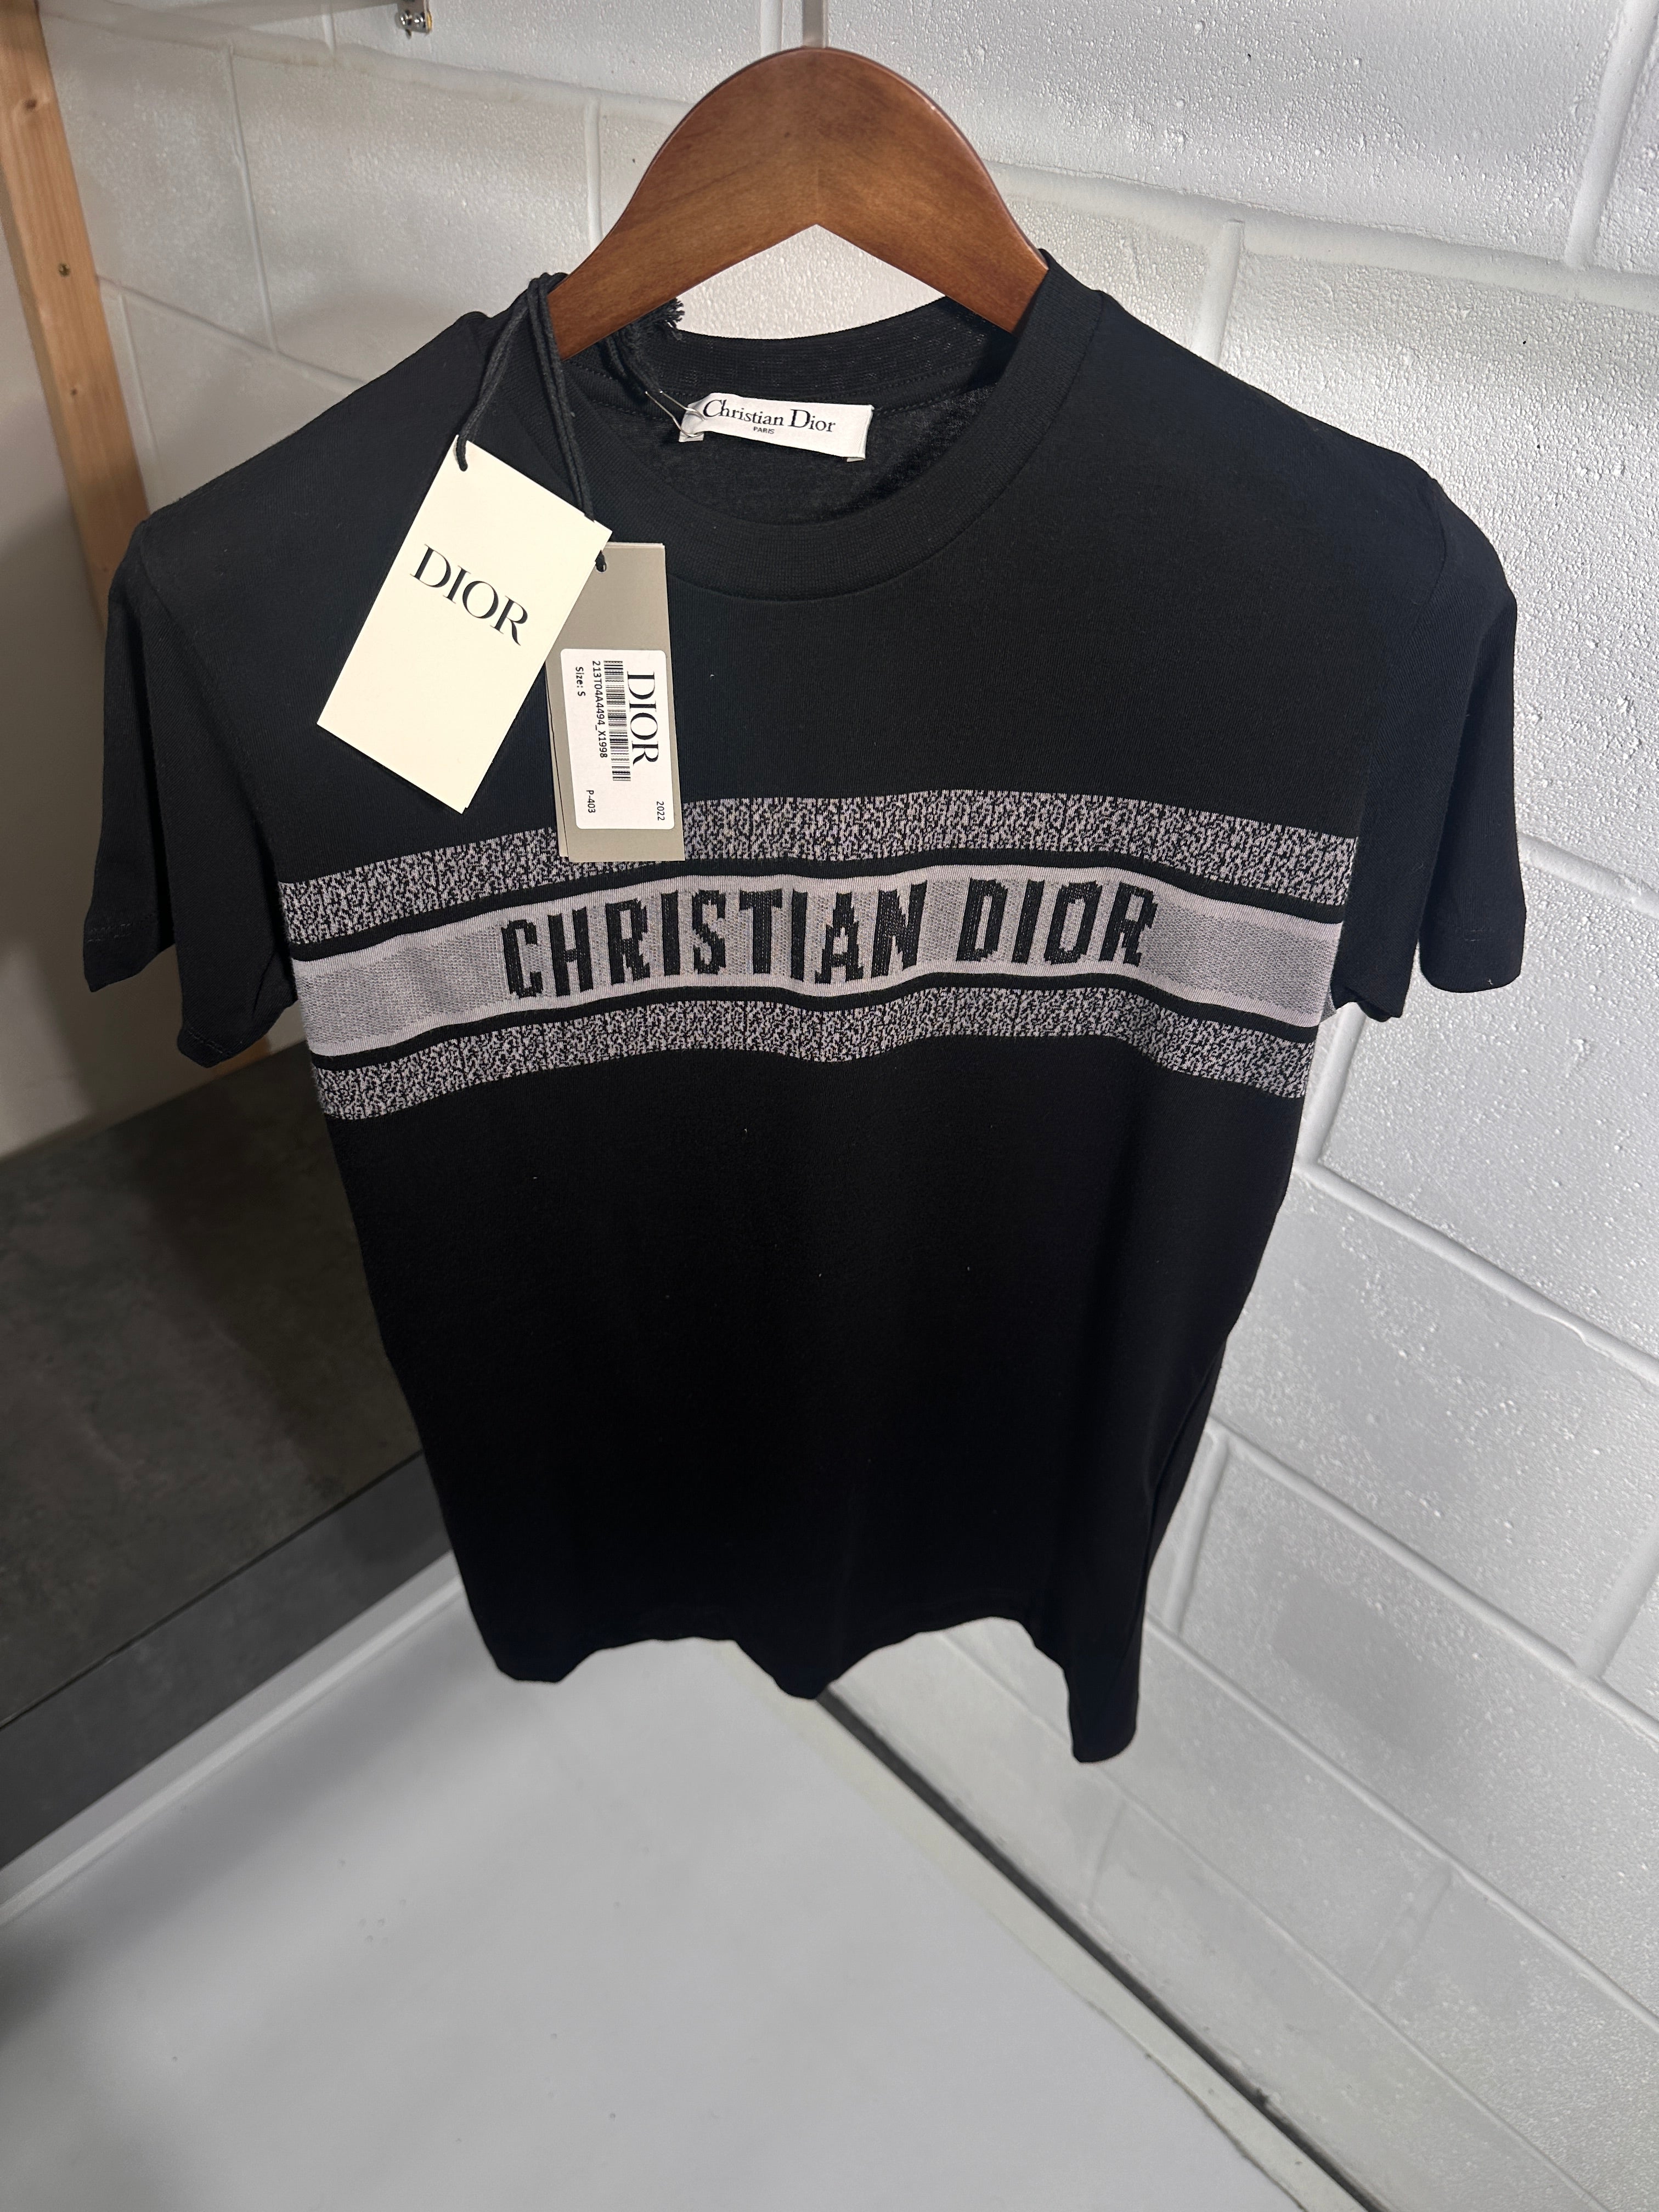 Christian Dior
PARIS
DIOR
DIOR
213T04A4494_X1998
Size: S
P-403
2022
CHRISTIAN DIOR